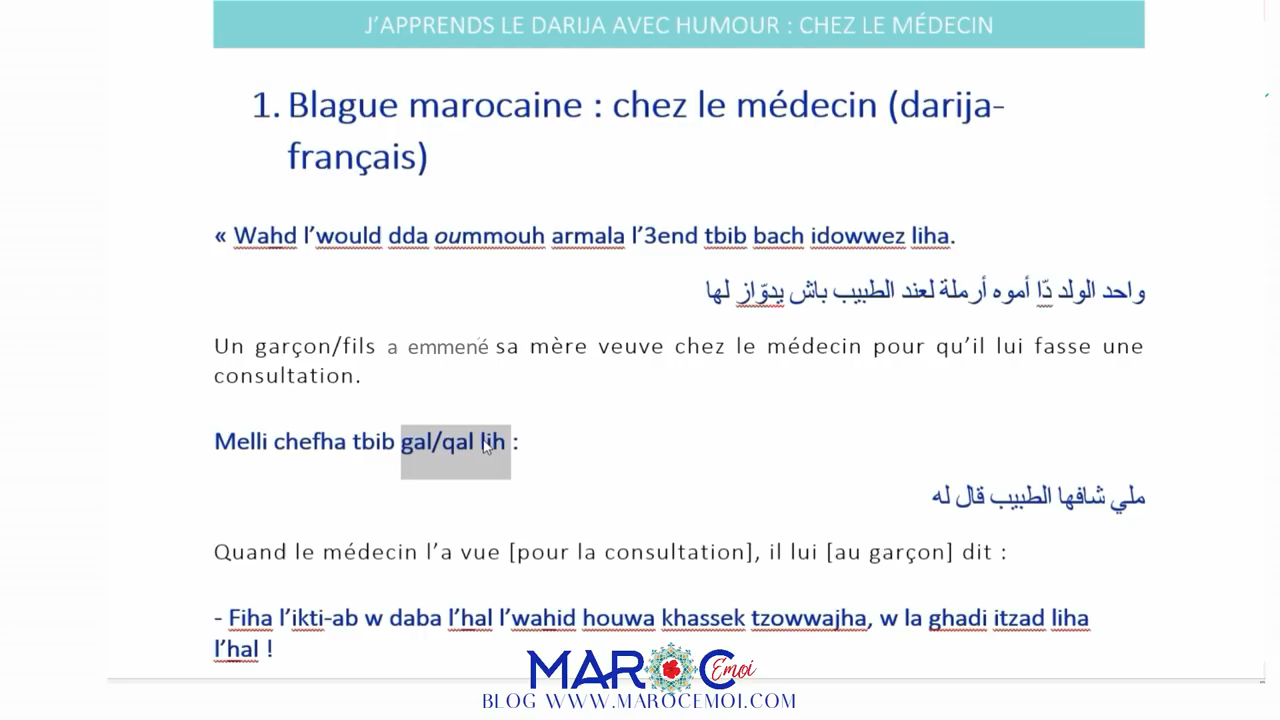 J'APPRENDS LE DARIJA AVEC HUMOUR : CHEZ LE MÉDECIN
1. Blague marocaine : chez le médecin (darija-
français)
« Wahd l'would dda oummouh armala l'3end tbib bach idowwez liha.
واحد الولد دّا أموه أرملة لعند الطبيب باش يدوّاز لها
Un garçon/fils a emmené sa mère veuve chez le médecin pour qu'il lui fasse une
consultation.
Melli chefha tbib gal/qal lih :
ملي شافها الطبيب قال له
Quand le médecin l'a vue [pour la consultation], il lui [au garçon] dit :
- Fiha l'ikti-ab w daba l'hal l'wahid houwa khassek tzowwajha, w la ghadi itzad liha
l'hal !
MAROC Emoi
BLOG WWW.MAROCEMOI.COM